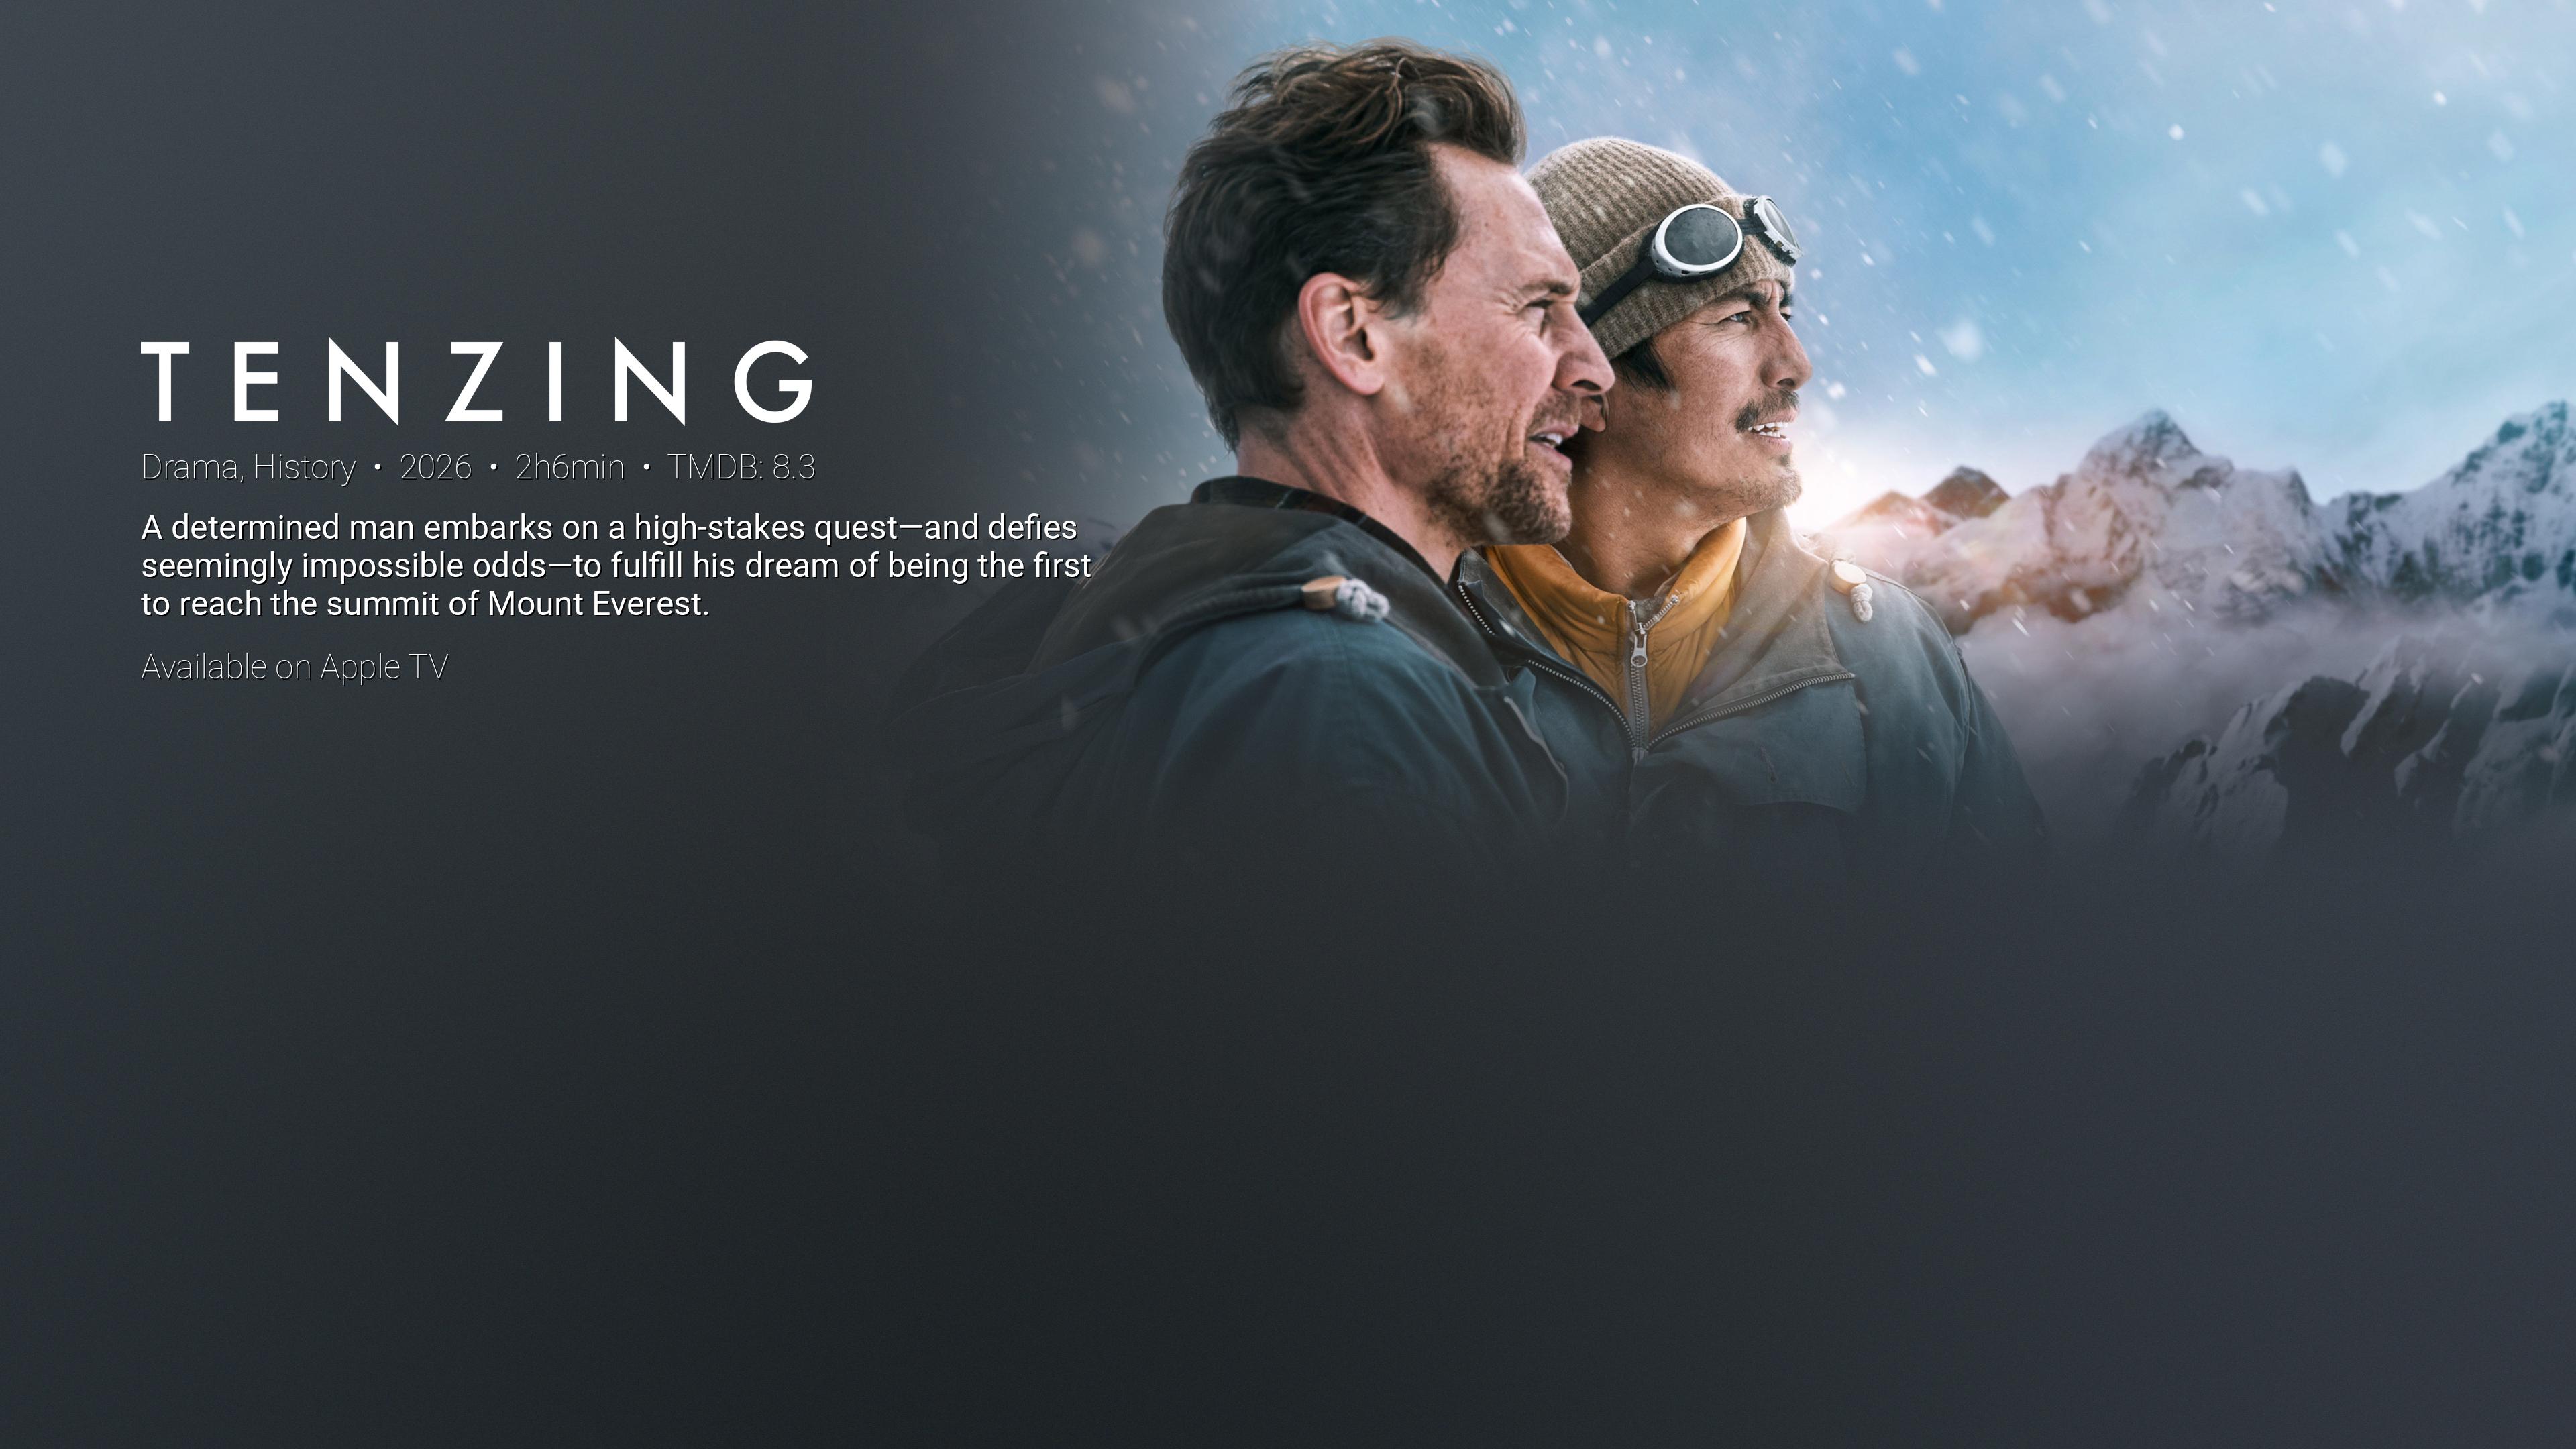 TENZING
Drama, History • 2026 • 2h6min • TMDB: 8.3
A determined man embarks on a high-stakes quest—and defies
seemingly impossible odds—to fulfill his dream of being the first
to reach the summit of Mount Everest.
Available on Apple TV